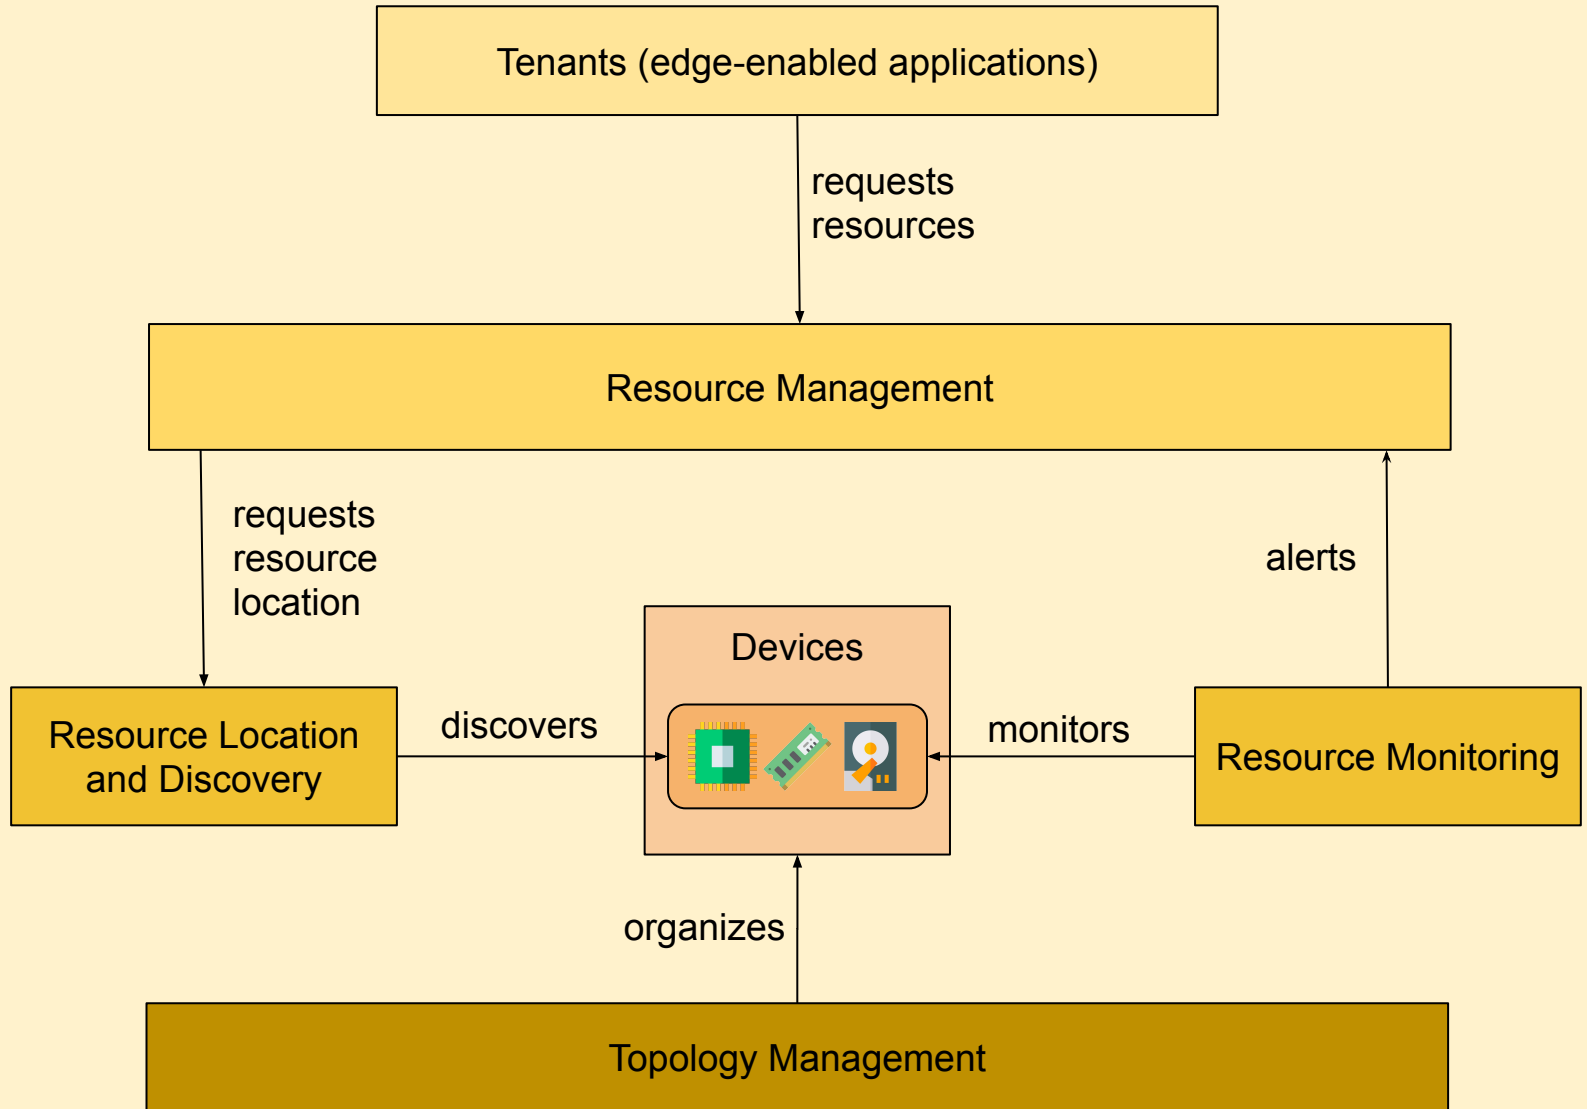 Tenants (edge-enabled applications)
requests
resources
Resource Management
requests
resource
location
alerts
Devices
Resource Location
and Discovery
discovers
monitors
Resource Monitoring
organizes
Topology Management